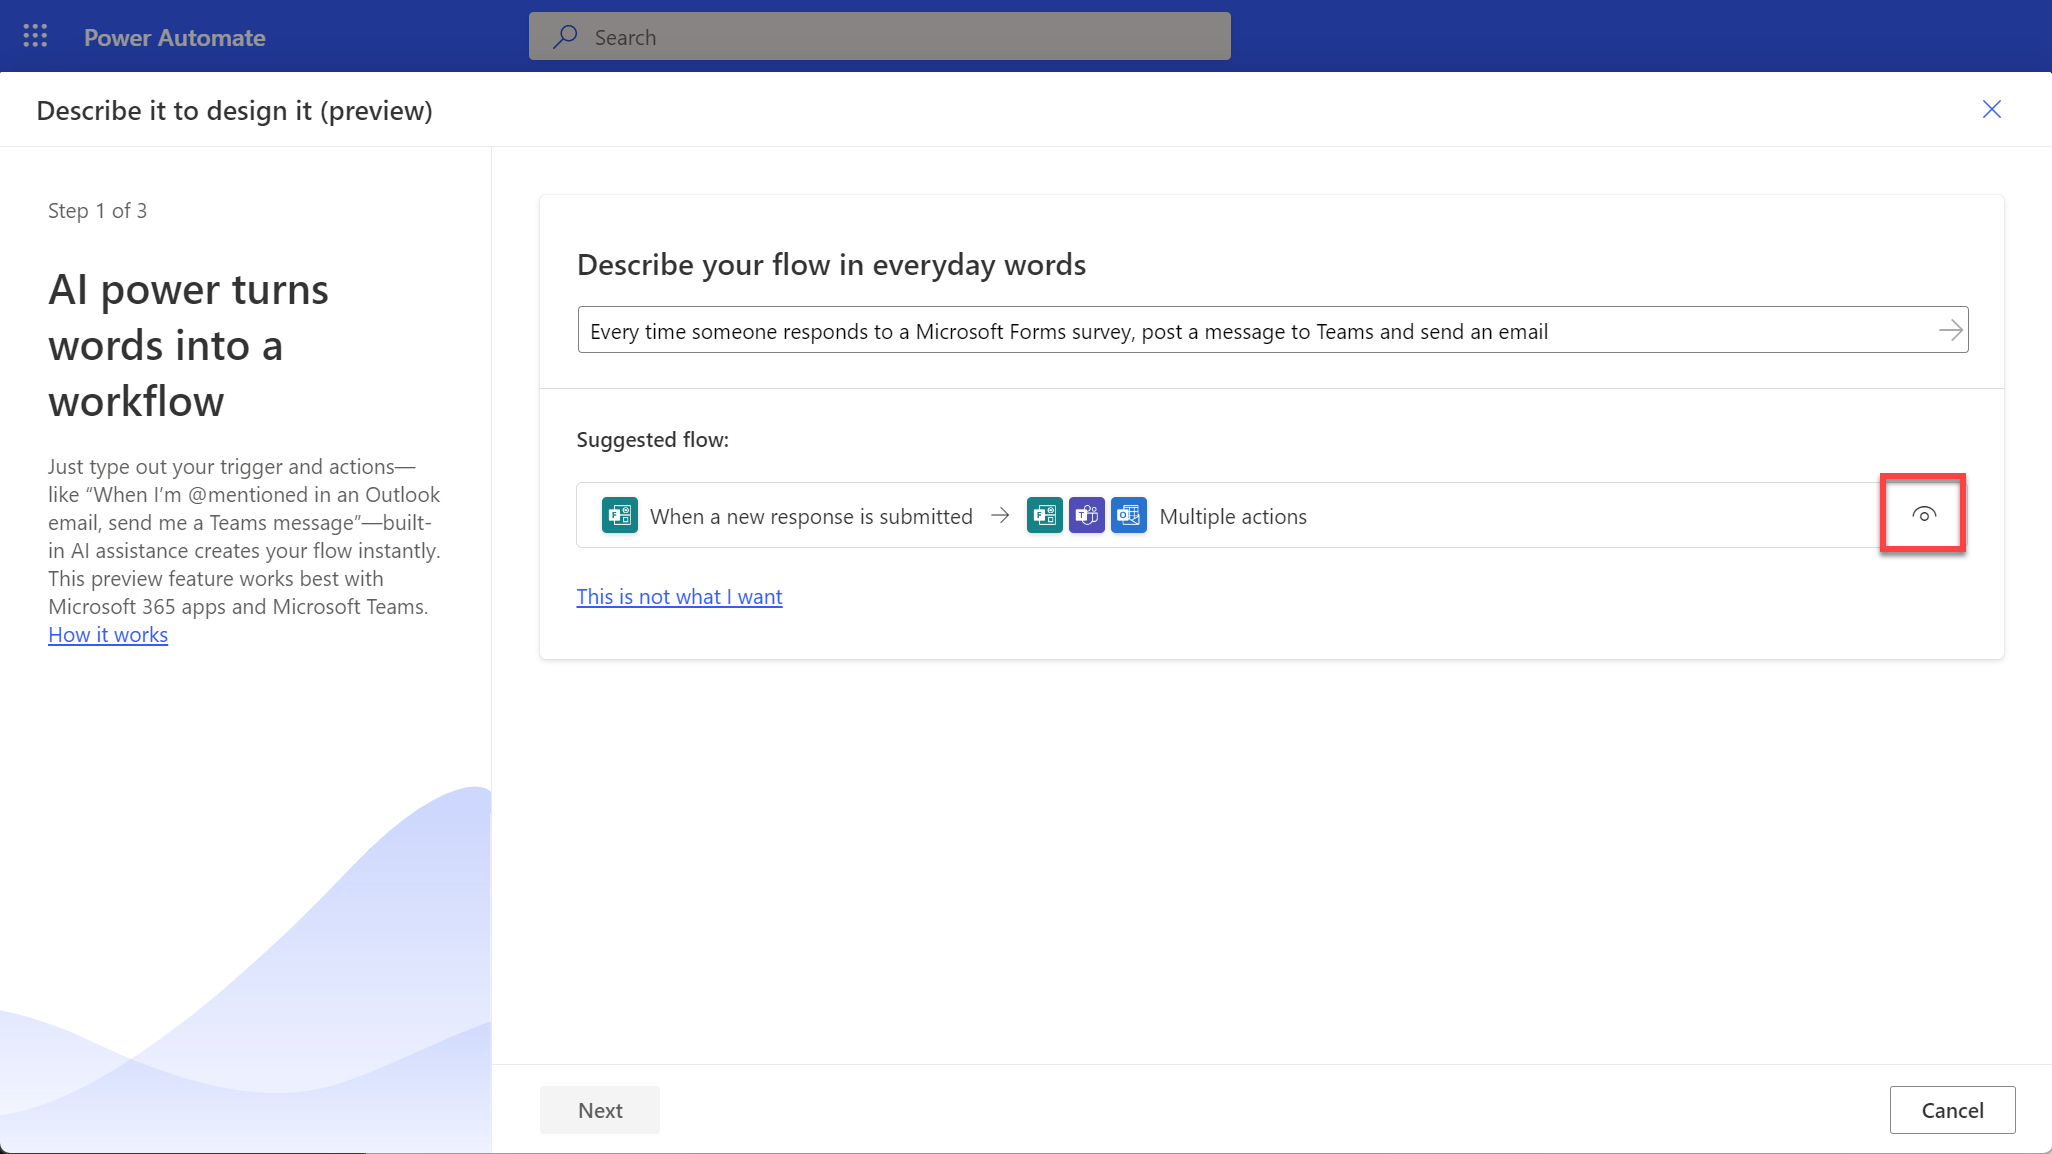 Power Automate
Search
Describe it to design it (preview)
Step 1 of 3
AI power turns
words into a
workflow
Just type out your trigger and actions—
like “When I’m @mentioned in an Outlook
email, send me a Teams message”—built-
in AI assistance creates your flow instantly.
This preview feature works best with
Microsoft 365 apps and Microsoft Teams.
How it works
Describe your flow in everyday words
Every time someone responds to a Microsoft Forms survey, post a message to Teams and send an email
Suggested flow:
When a new response is submitted
Multiple actions
This is not what I want
Next
Cancel